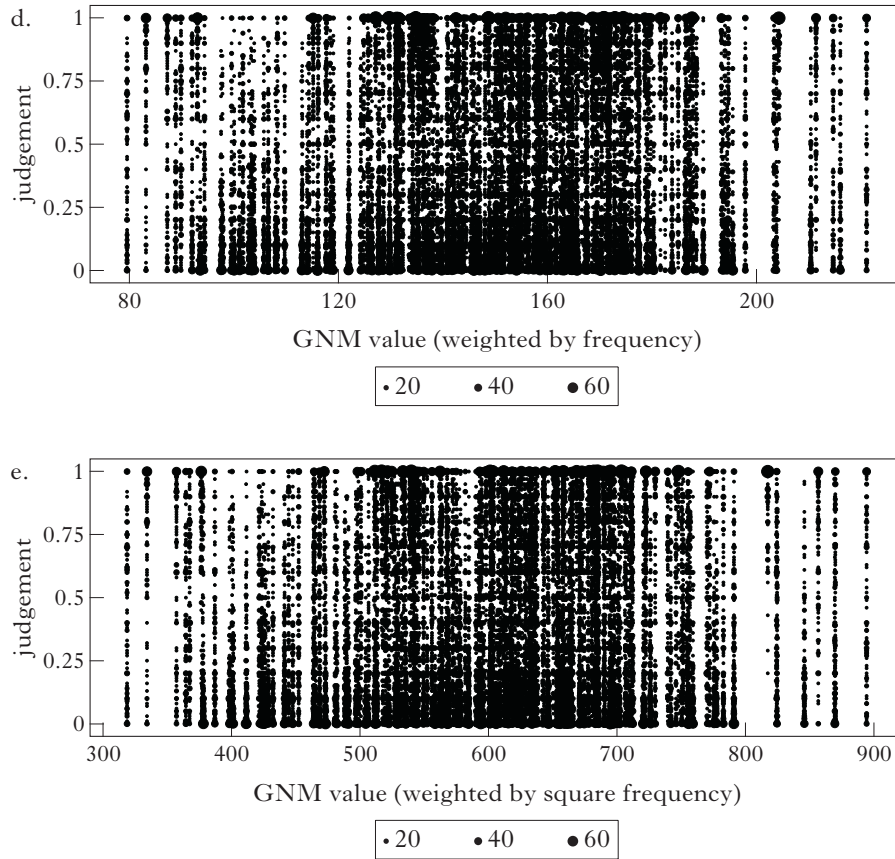 d.
1
0.75
0.5
0.25
0
judgement
80 120 160 200
GNM value (weighted by frequency)
20 40 60
e.
1
0.75
0.5
0.25
0
judgement
300 400 500 600 700 800 900
GNM value (weighted by square frequency)
20 40 60